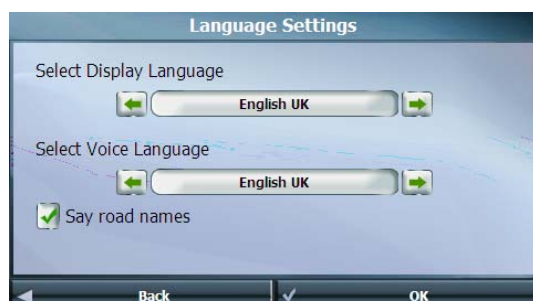 Language Settings
Select Display Language
English UK
Select Voice Language
English UK
Say road names
Back OK